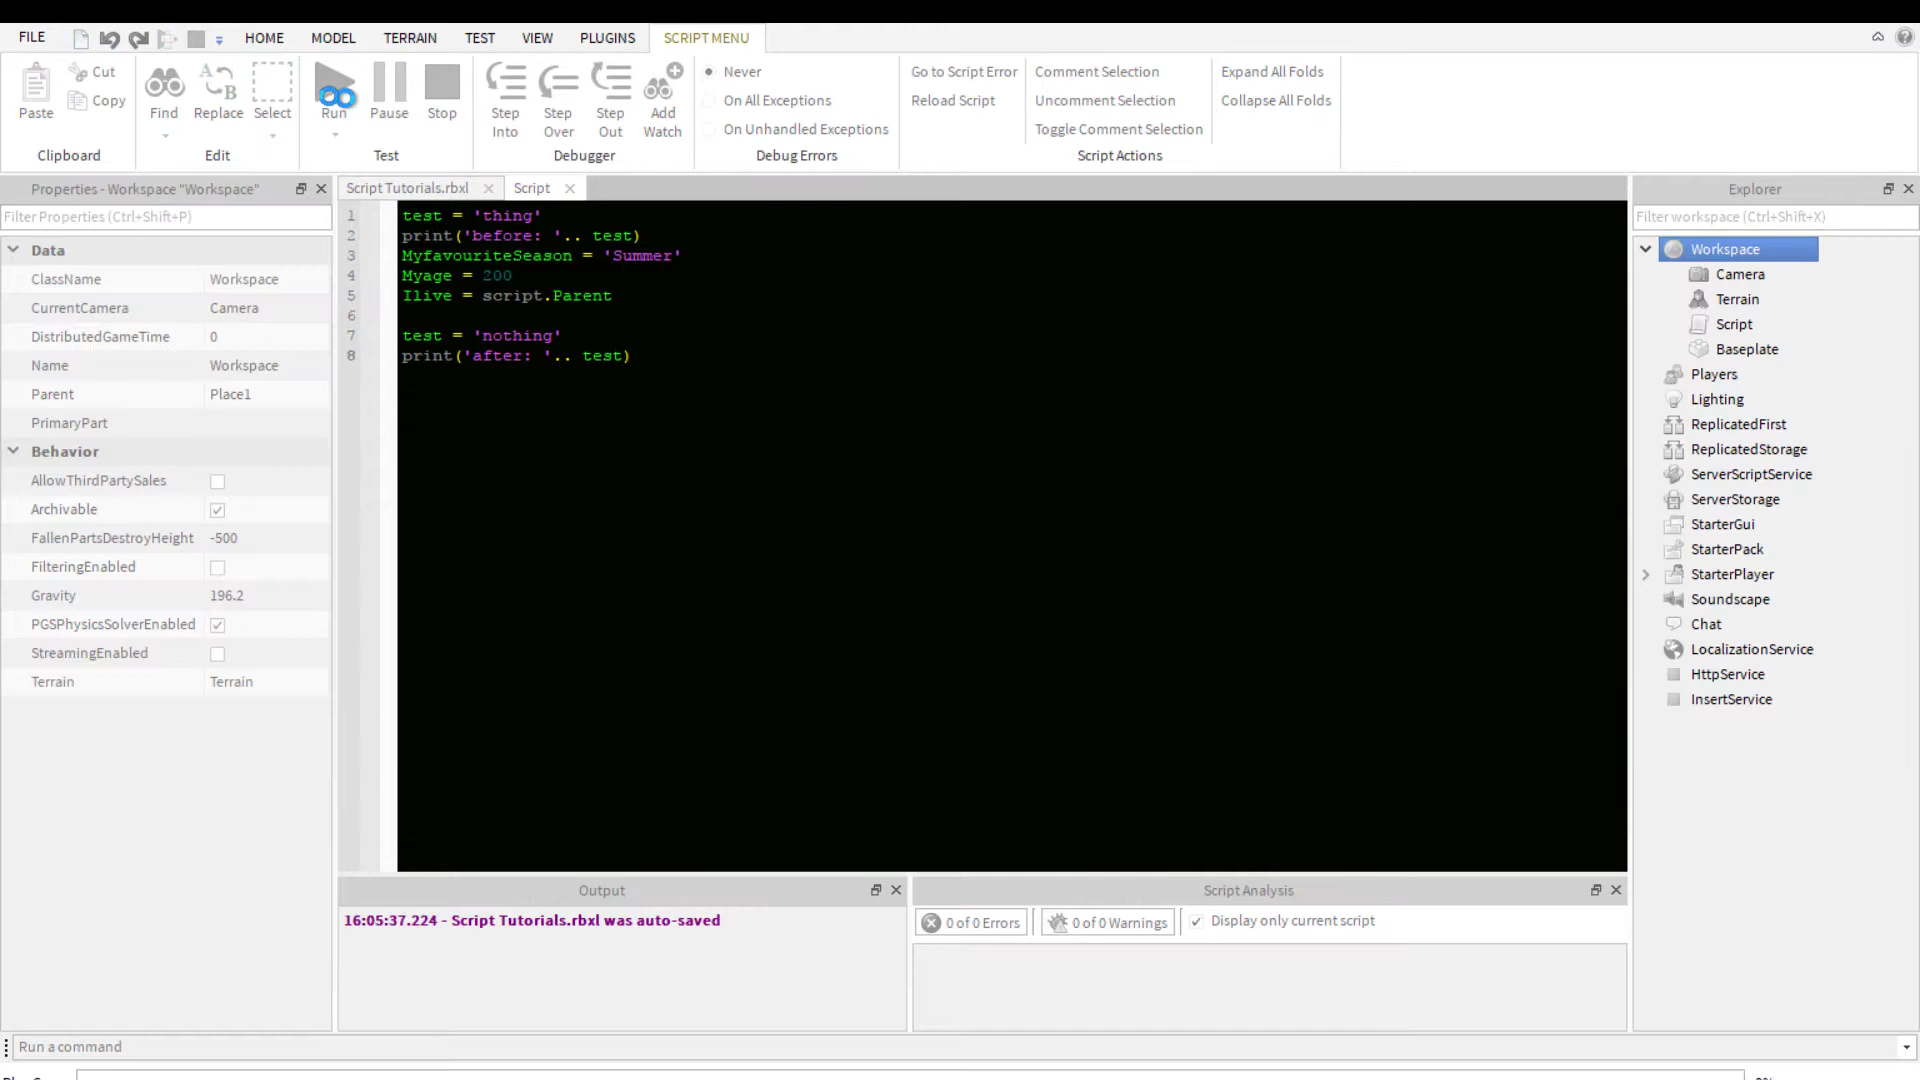 FILE HOME MODEL TERRAIN TEST VIEW PLUGINS SCRIPT MENU
Paste
Cut
Copy
Clipboard
Find
Replace
Select
Edit
Run
Pause
Stop
Test
Step Into
Step Over
Step Out
Add Watch
Debugger
Never
On All Exceptions
On Unhandled Exceptions
Debug Errors
Go to Script Error
Reload Script
Comment Selection
Uncomment Selection
Toggle Comment Selection
Expand All Folds
Collapse All Folds
Script Actions
Properties - Workspace "Workspace"
Filter Properties (Ctrl+Shift+P)
Data
ClassName Workspace
CurrentCamera Camera
DistributedGameTime 0
Name Workspace
Parent Place1
PrimaryPart
Behavior
AllowThirdPartySales
Archivable
FallenPartsDestroyHeight -500
FilteringEnabled
Gravity 196.2
PGSPhysicsSolverEnabled
StreamingEnabled
Terrain Terrain
Script Tutorials.rbxl Script
1 test = 'thing'
2 print('before: '.. test)
3 MyfavouriteSeason = 'Summer'
4 Myage = 200
5 Ilive = script.Parent
6
7 test = 'nothing'
8 print('after: '.. test)
Output
16:05:37.224 - Script Tutorials.rbxl was auto-saved
Script Analysis
0 of 0 Errors 0 of 0 Warnings Display only current script
Explorer
Filter workspace (Ctrl+Shift+X)
Workspace
Camera
Terrain
Script
Baseplate
Players
Lighting
ReplicatedFirst
ReplicatedStorage
ServerScriptService
ServerStorage
StarterGui
StarterPack
StarterPlayer
Soundscape
Chat
LocalizationService
HttpService
InsertService
Run a command